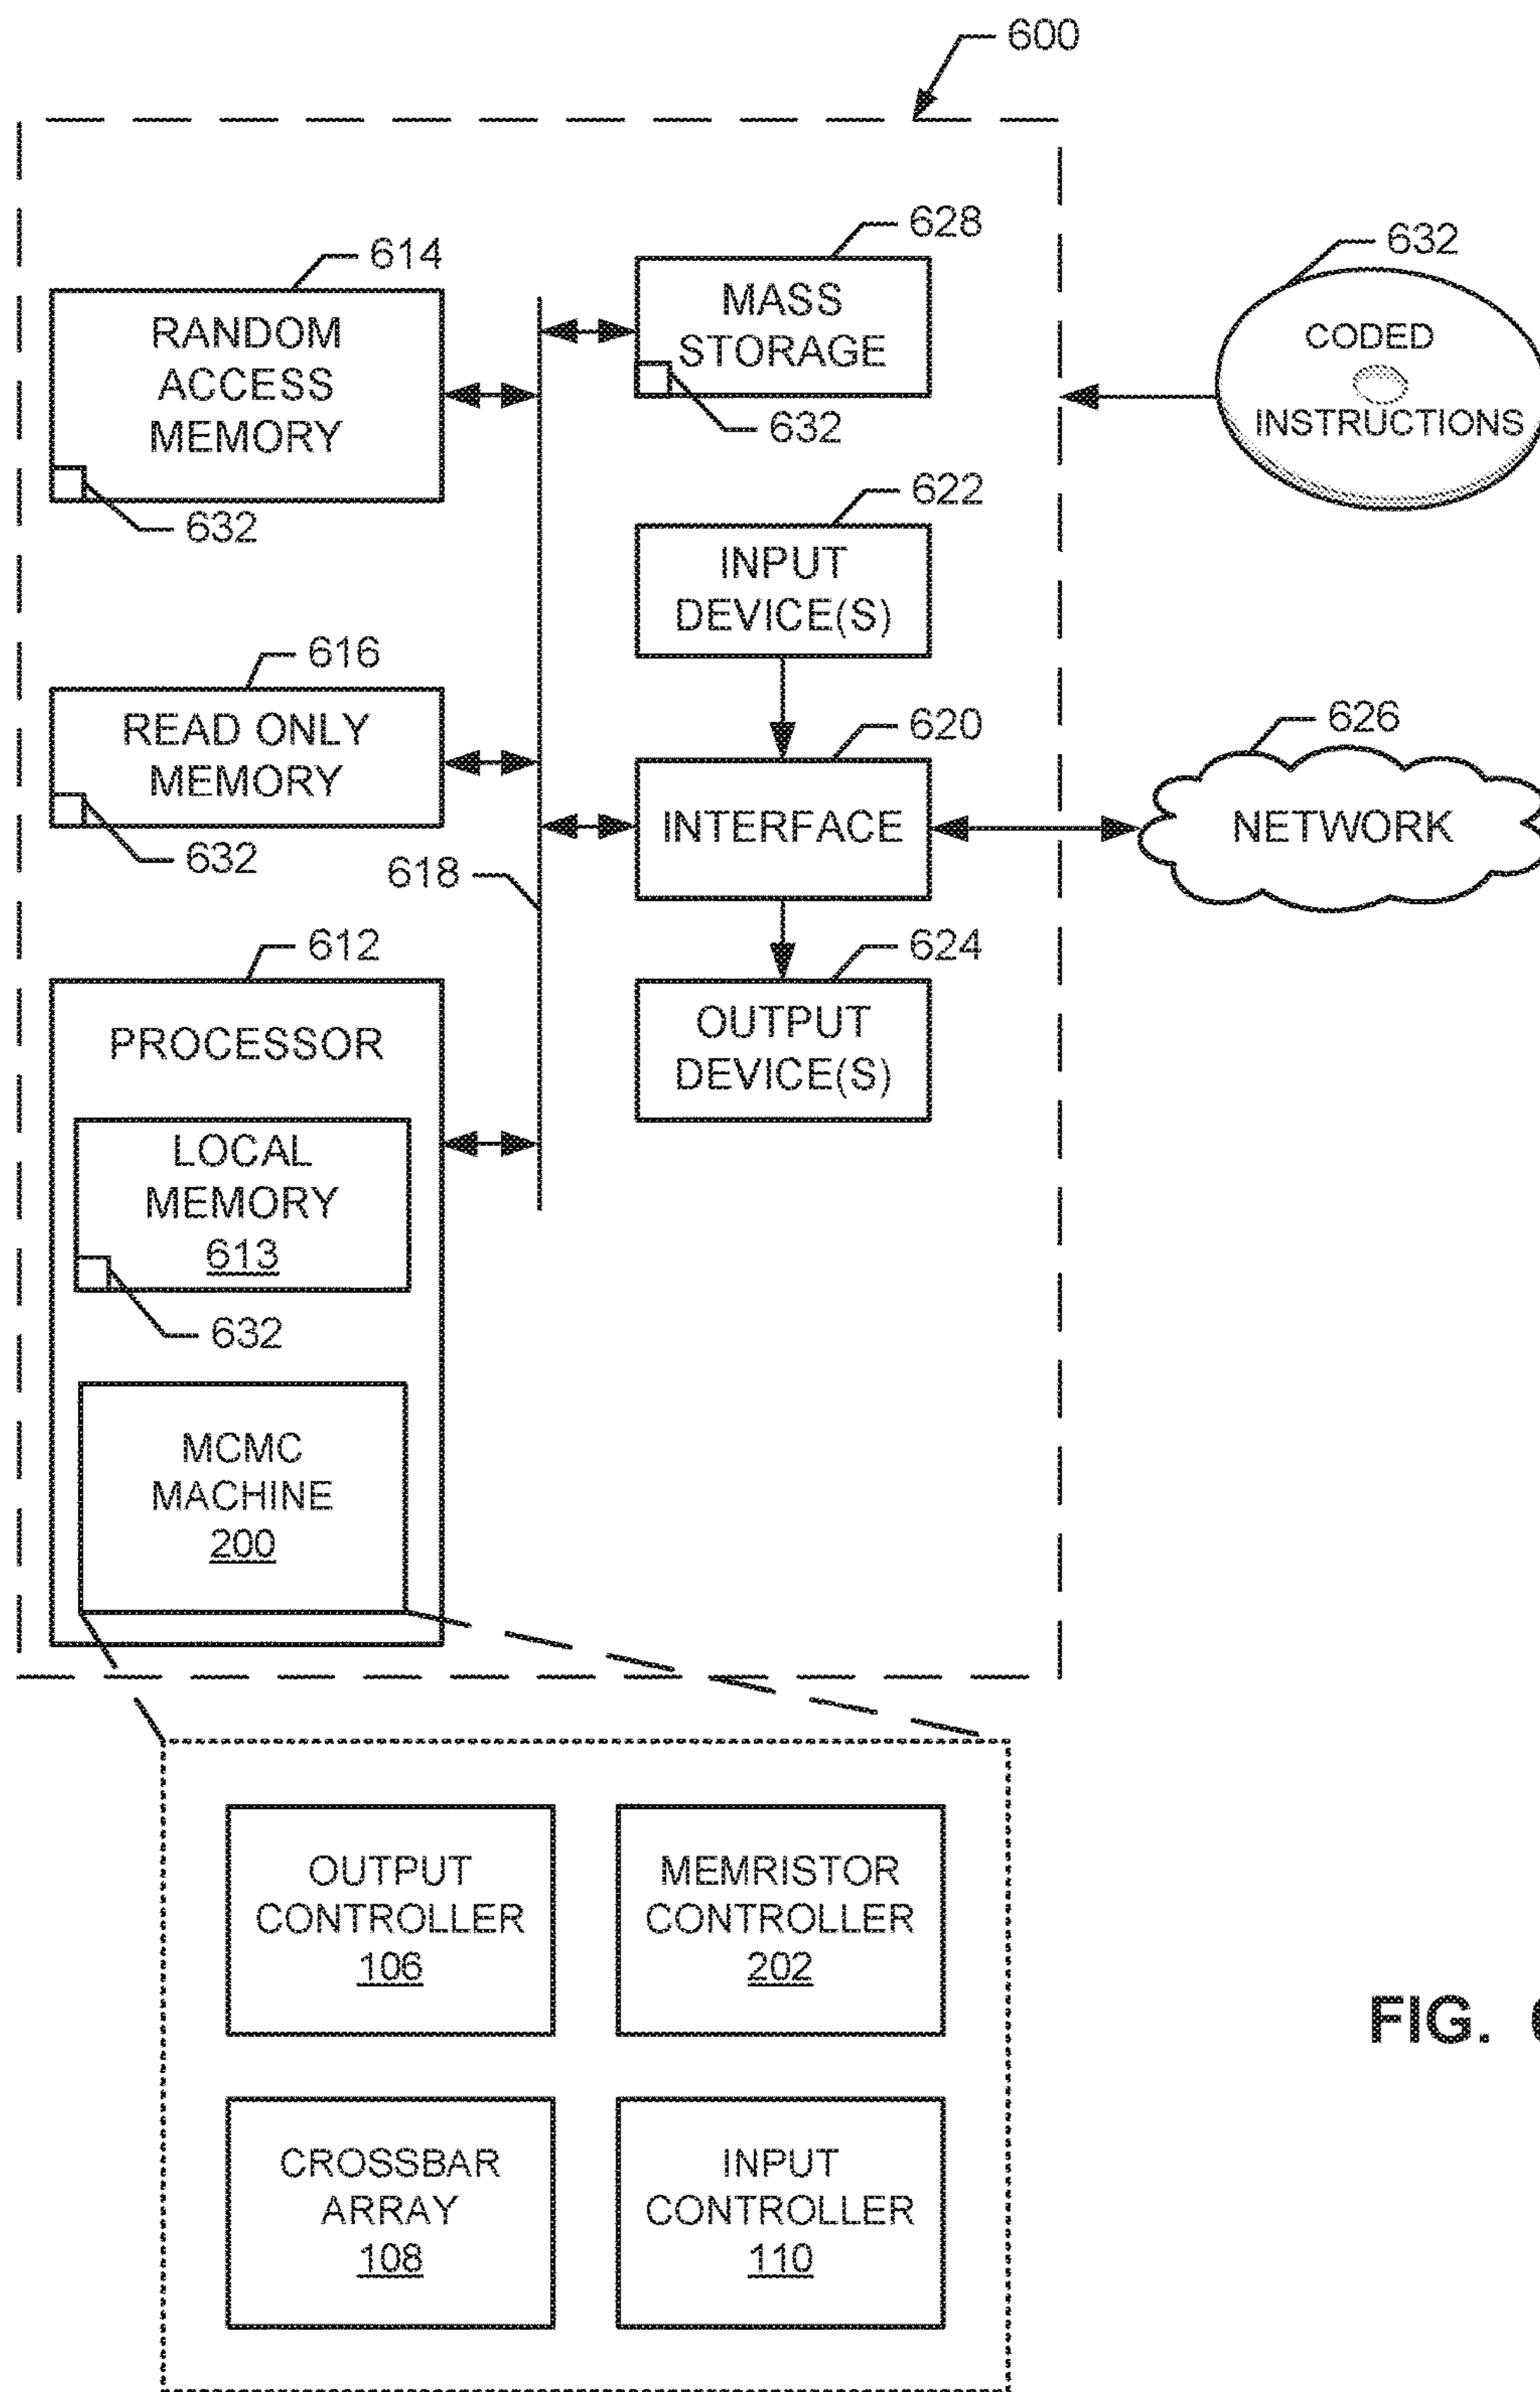 600
614
RANDOM
ACCESS
MEMORY
632
628
MASS
STORAGE
632
632
CODED
INSTRUCTIONS
622
INPUT
DEVICE(S)
616
READ ONLY
MEMORY
632
620
INTERFACE
626
NETWORK
618
612
PROCESSOR
LOCAL
MEMORY
613
632
624
OUTPUT
DEVICE(S)
MCMC
MACHINE
200
OUTPUT
CONTROLLER
106
MEMRISTOR
CONTROLLER
202
CROSSBAR
ARRAY
108
INPUT
CONTROLLER
110
FIG.